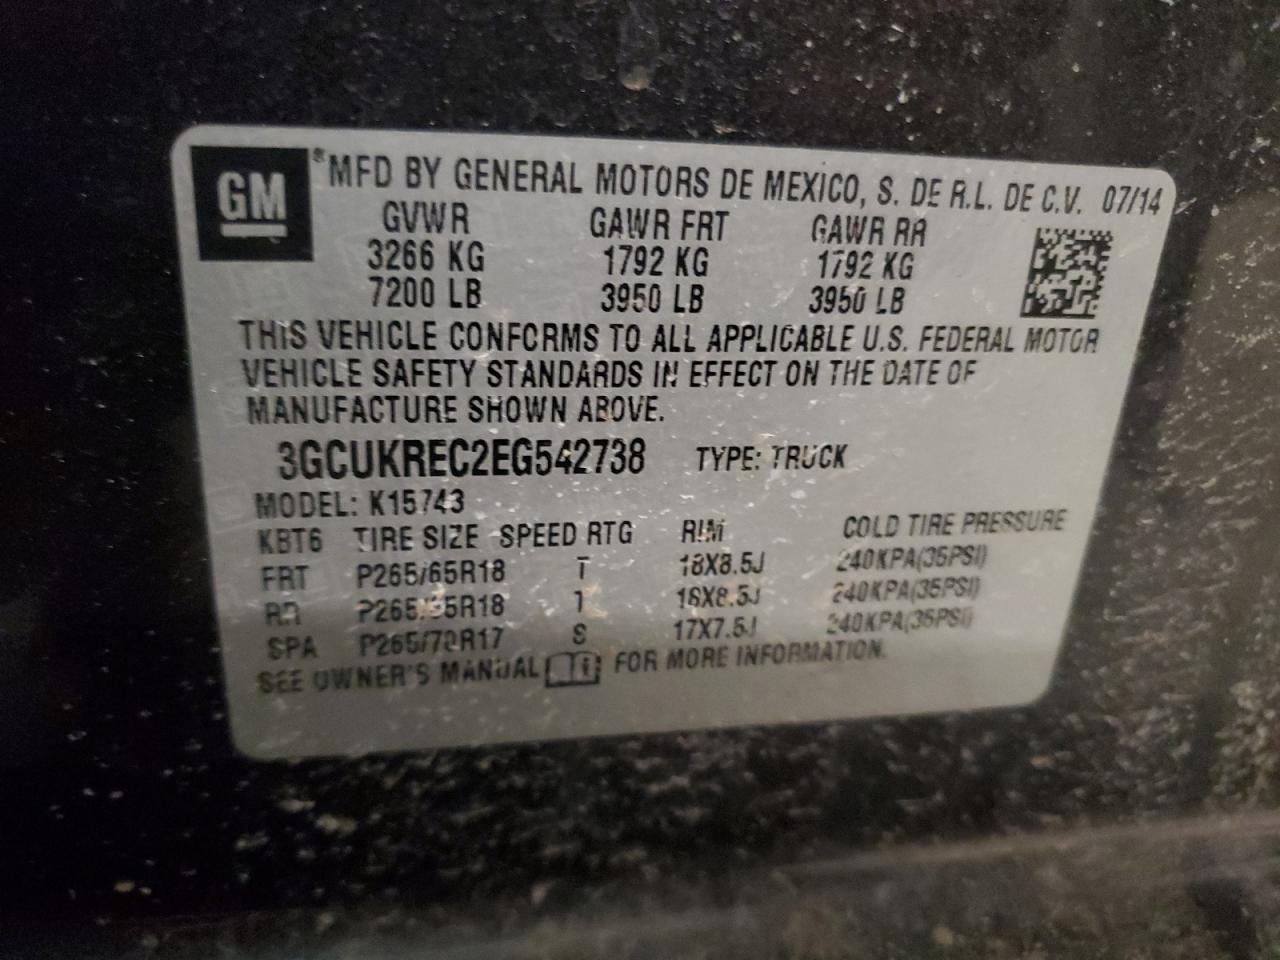 GM ® MFD BY GENERAL MOTORS DE MEXICO, S. DE R.L. DE C.V. 07/14
GVWR GAWR FRT GAWR RR
3266 KG 1792 KG 1792 KG
7200 LB 3950 LB 3950 LB
THIS VEHICLE CONFORMS TO ALL APPLICABLE U.S. FEDERAL MOTOR
VEHICLE SAFETY STANDARDS IN EFFECT ON THE DATE OF
MANUFACTURE SHOWN ABOVE.
3GCUKREC2EG542738 TYPE: TRUCK
MODEL: K15743
KBT6 TIRE SIZE SPEED RTG RIM COLD TIRE PRESSURE
FRT P265/65R18 T 18X8.5J 240KPA(35PSI)
RR P265/65R18 T 18X8.5J 240KPA(35PSI)
SPA P265/70R17 S 17X7.5J 240KPA(35PSI)
SEE OWNER'S MANUAL FOR MORE INFORMATION.